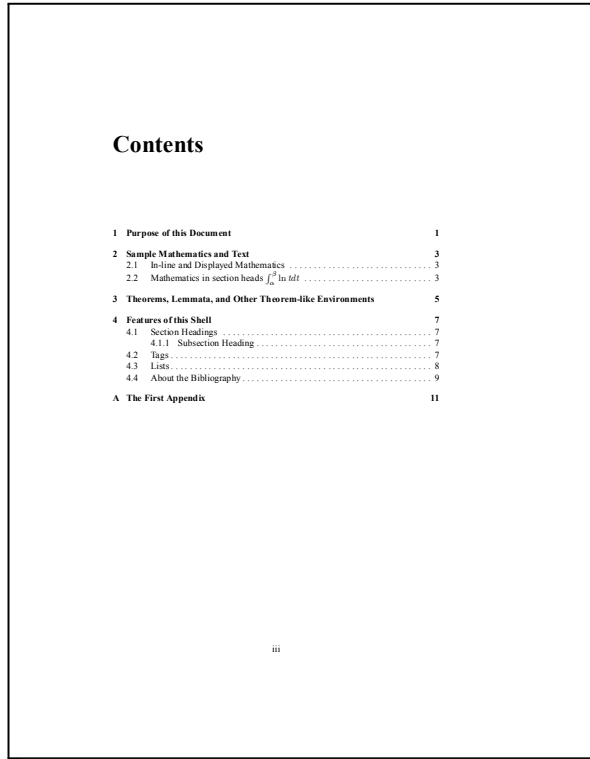 Contents
1 Purpose of this Document 1
2 Sample Mathematics and Text 3
2.1 In-line and Displayed Mathematics . . . . . . . . . . . . . . . . . . . . . . . . . . . . 3
2.2 Mathematics in section heads ∫_α^β ln tdt . . . . . . . . . . . . . . . . . . . . . . . . . 3
3 Theorems, Lemmata, and Other Theorem-like Environments 5
4 Features of this Shell 7
4.1 Section Headings . . . . . . . . . . . . . . . . . . . . . . . . . . . . . . . . . . . . . 7
4.1.1 Subsection Heading . . . . . . . . . . . . . . . . . . . . . . . . . . . . . . . . . 7
4.2 Tags . . . . . . . . . . . . . . . . . . . . . . . . . . . . . . . . . . . . . . . . . . . 7
4.3 Lists . . . . . . . . . . . . . . . . . . . . . . . . . . . . . . . . . . . . . . . . . . . 8
4.4 About the Bibliography . . . . . . . . . . . . . . . . . . . . . . . . . . . . . . . . . . 9
A The First Appendix 11
iii